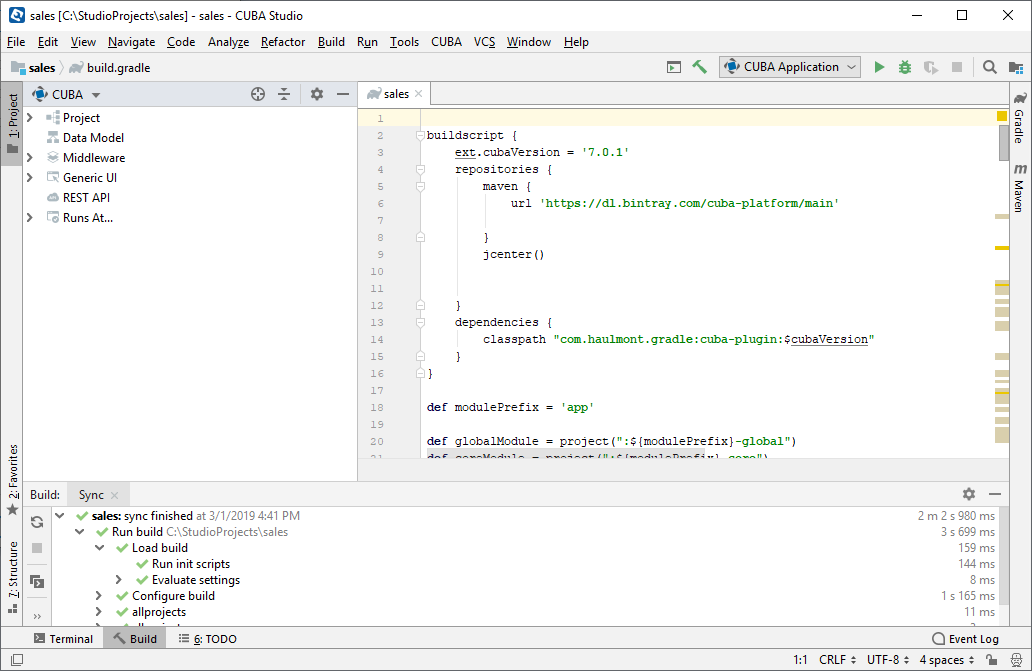 sales [C:\StudioProjects\sales] - sales - CUBA Studio
File Edit View Navigate Code Analyze Refactor Build Run Tools CUBA VCS Window Help
sales build.gradle CUBA Application
1: Project
CUBA
Project
Data Model
Middleware
Generic UI
REST API
Runs At...
2: Favorites
7: Structure
sales
1
2 buildscript {
3 ext.cubaVersion = '7.0.1'
4 repositories {
5 maven {
6 url 'https://dl.bintray.com/cuba-platform/main'
7
8 }
9 jcenter()
10
11
12 }
13 dependencies {
14 classpath "com.haulmont.gradle:cuba-plugin:$cubaVersion"
15 }
16 }
17
18 def modulePrefix = 'app'
19
20 def globalModule = project(":${modulePrefix}-global")
21 def coreModule = project(":${modulePrefix}-core")
Gradle
m Maven
Build: Sync
sales: sync finished at 3/1/2019 4:41 PM 2 m 2 s 980 ms
Run build C:\StudioProjects\sales 3 s 699 ms
Load build 159 ms
Run init scripts 144 ms
Evaluate settings 8 ms
Configure build 1 s 165 ms
allprojects 11 ms
Terminal Build 6: TODO Event Log
1:1 CRLF UTF-8 4 spaces